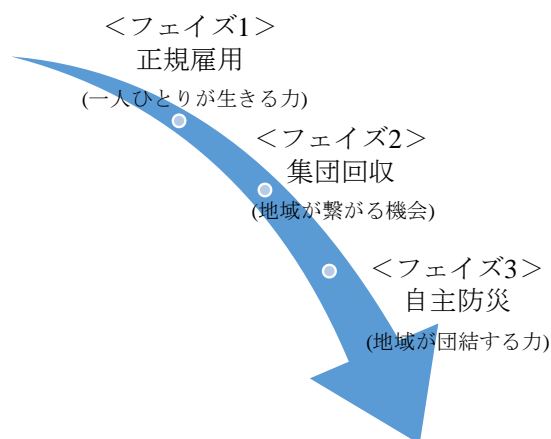 ＜フェイズ1＞
正規雇用
(一人ひとりが生きる力)
＜フェイズ2＞
集団回収
(地域が繋がる機会)
＜フェイズ3＞
自主防災
(地域が団結する力)